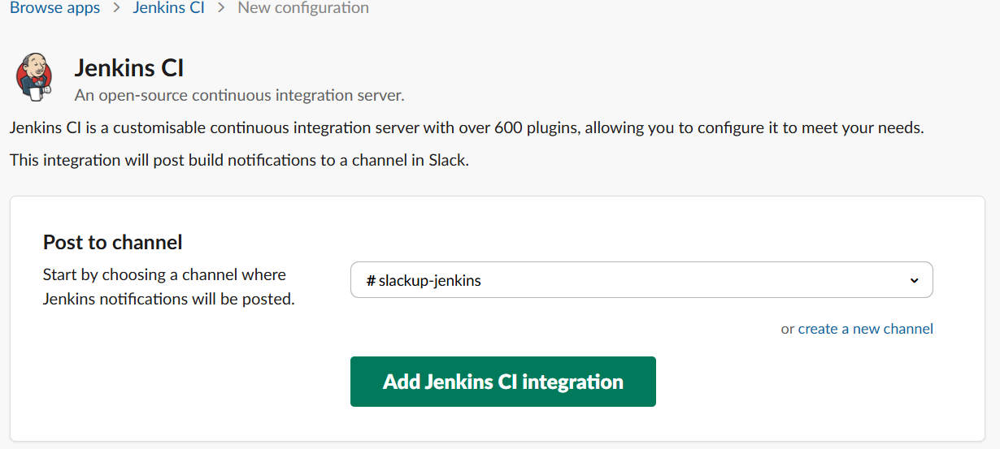 Browse apps > Jenkins CI > New configuration
Jenkins CI
An open-source continuous integration server.
Jenkins CI is a customisable continuous integration server with over 600 plugins, allowing you to configure it to meet your needs.
This integration will post build notifications to a channel in Slack.
Post to channel
Start by choosing a channel where
Jenkins notifications will be posted.
# slackup-jenkins
or create a new channel
Add Jenkins CI integration